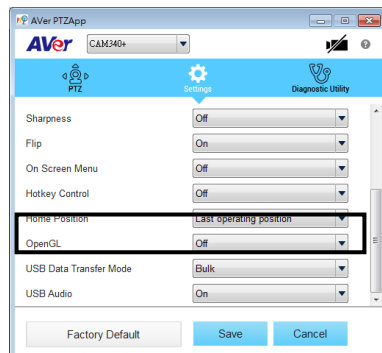 AVer PTZApp
AVer CAM340+
PTZ Settings Diagnostic Utility
Sharpness Off
Flip On
On Screen Menu Off
Hotkey Control Off
Home Position Last operating position
OpenGL Off
USB Data Transfer Mode Bulk
USB Audio On
Factory Default Save Cancel